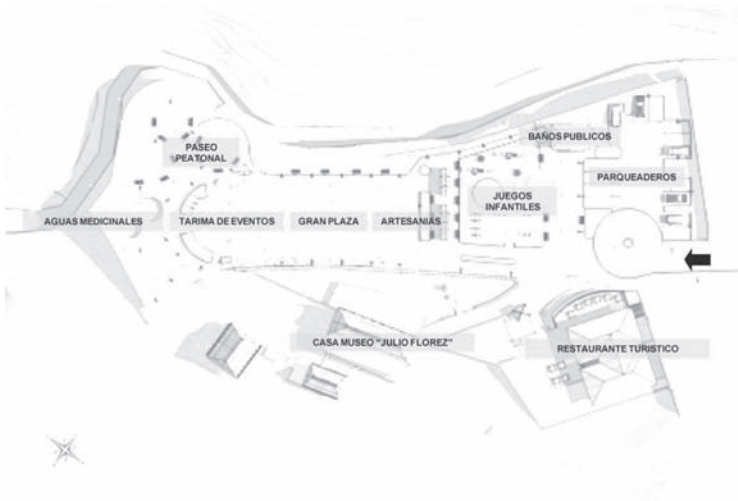 BAÑOS PUBLICOS
PASEO
PEATONAL
PARQUEADEROS
JUEGOS
INFANTILES
AGUAS MEDICINALES
TARIMA DE EVENTOS
GRAN PLAZA
ARTESANIAS
CASA MUSEO "JULIO FLOREZ"
RESTAURANTE TURISTICO